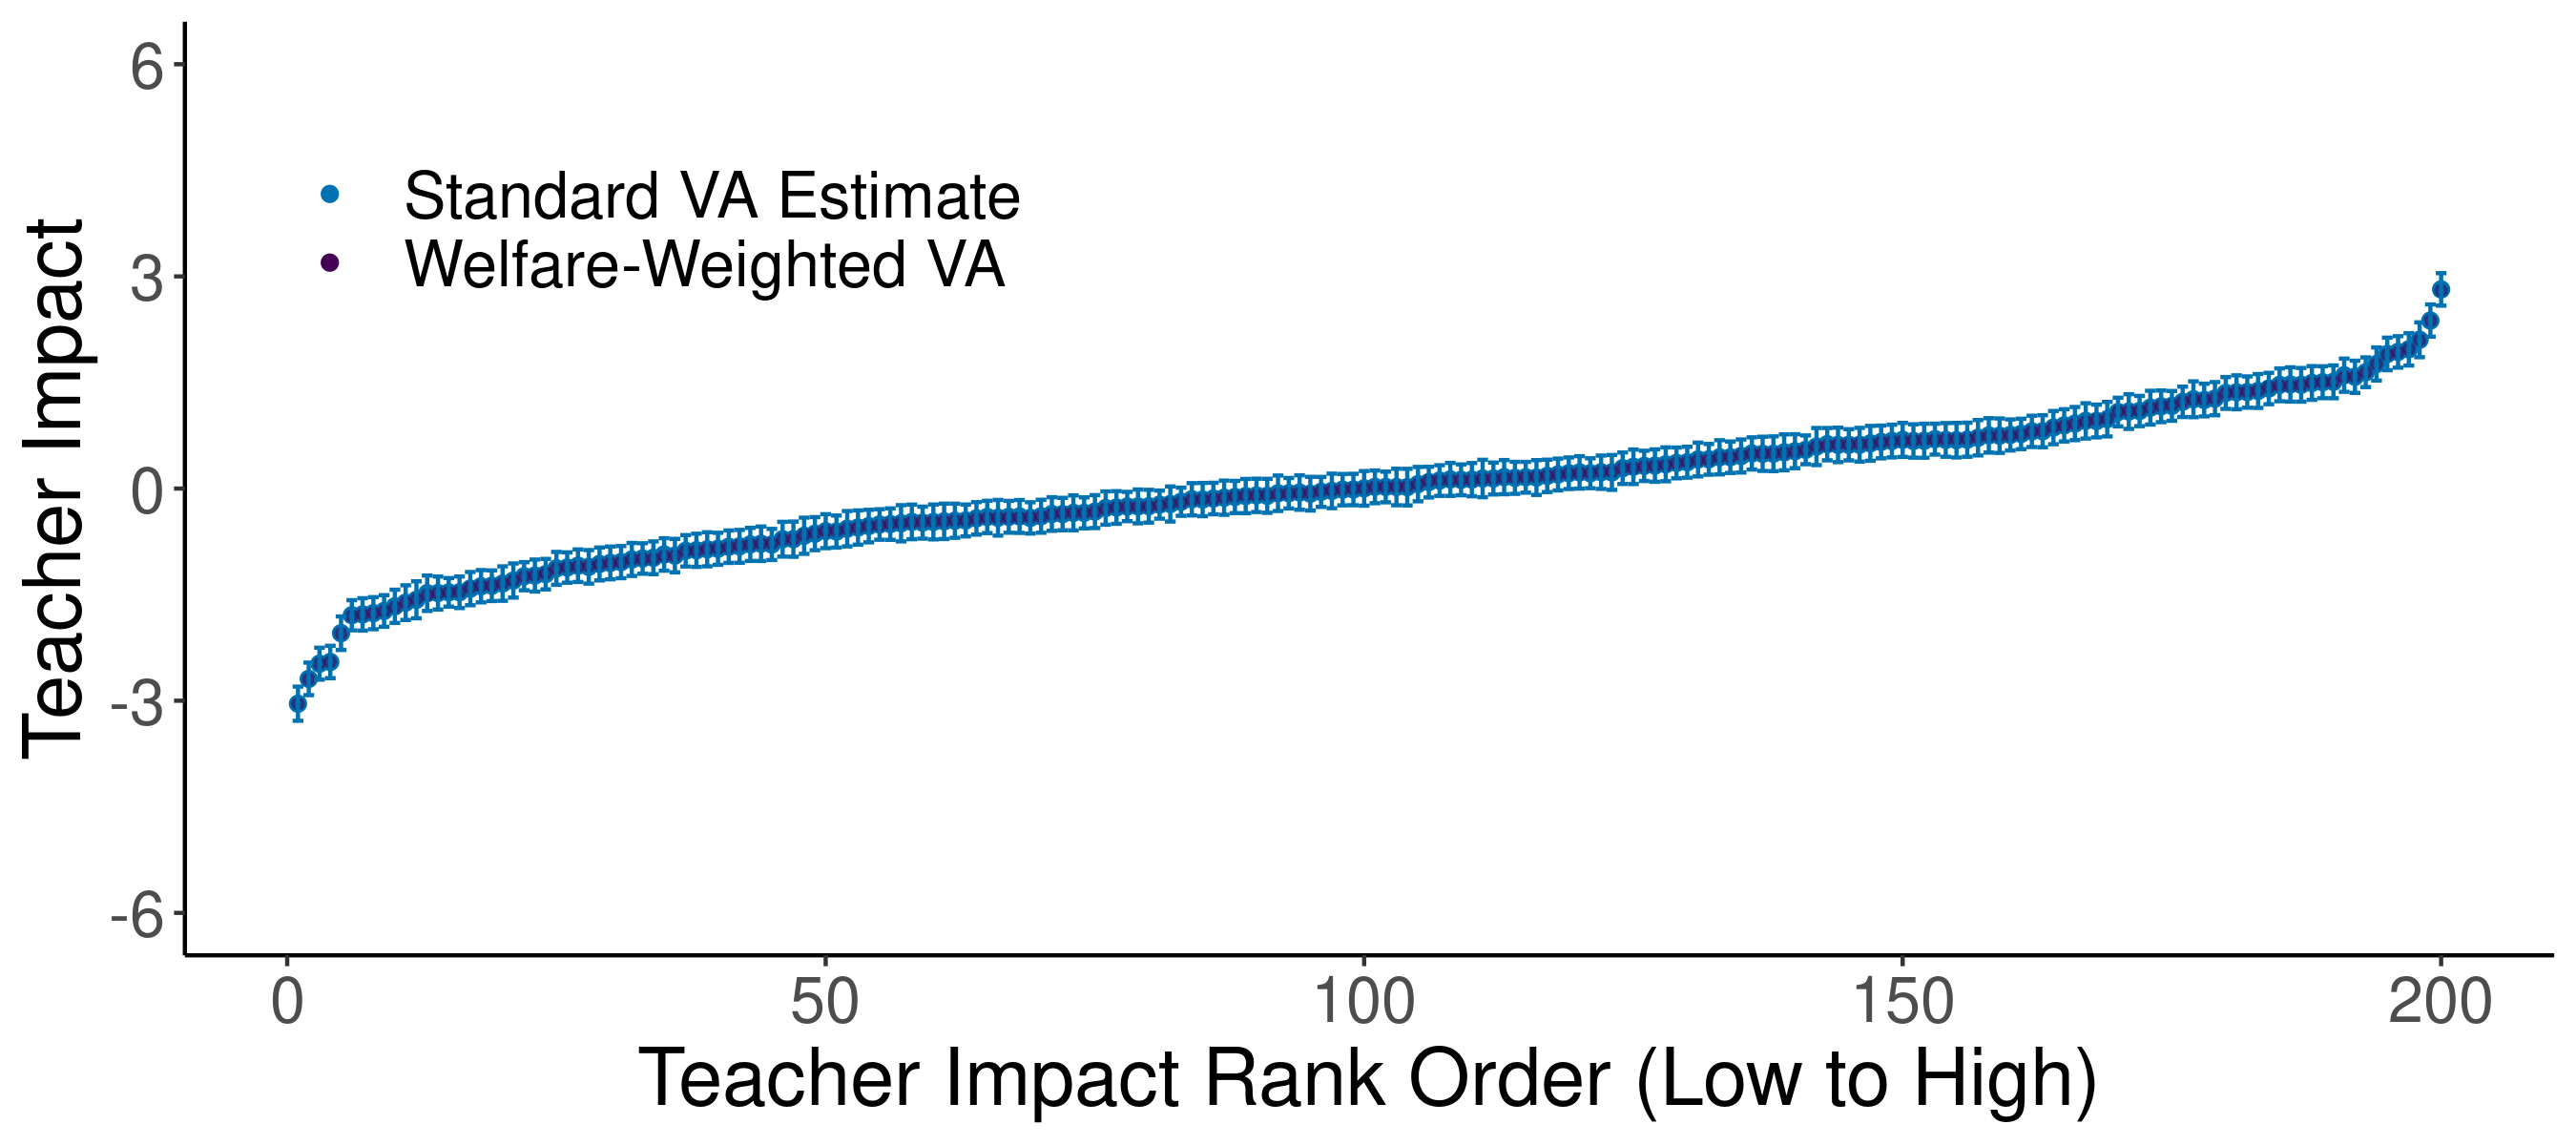 Teacher Impact
6
3
0
-3
-6
Standard VA Estimate
Welfare-Weighted VA
0 50 100 150 200
Teacher Impact Rank Order (Low to High)